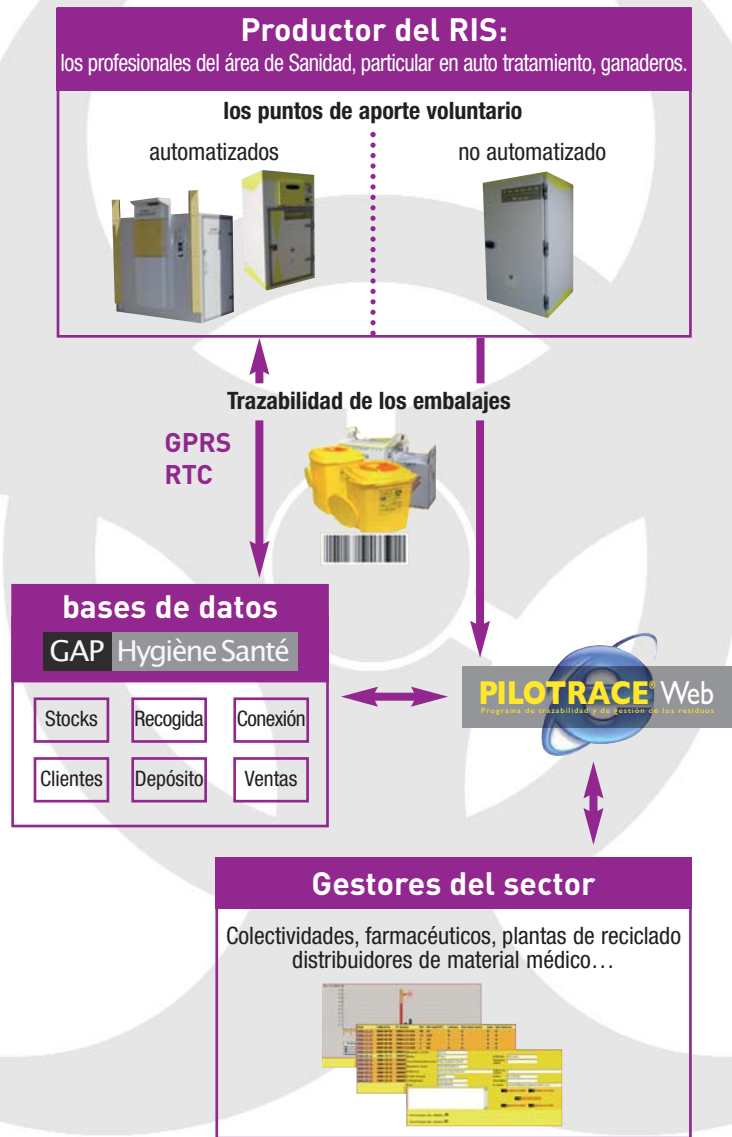 Productor del RIS:
los profesionales del área de Sanidad, particular en auto tratamiento, ganaderos.
los puntos de aporte voluntario
automatizados
no automatizado
Trazabilidad de los embalajes
GPRS
RTC
bases de datos
GAP Hygiène Santé
Stocks
Recogida
Conexión
Clientes
Depósito
Ventas
PILOTRACE® Web
Programa de trazabilidad y de gestión de los residuos
Gestores del sector
Colectividades, farmacéuticos, plantas de reciclado
distribuidores de material médico…